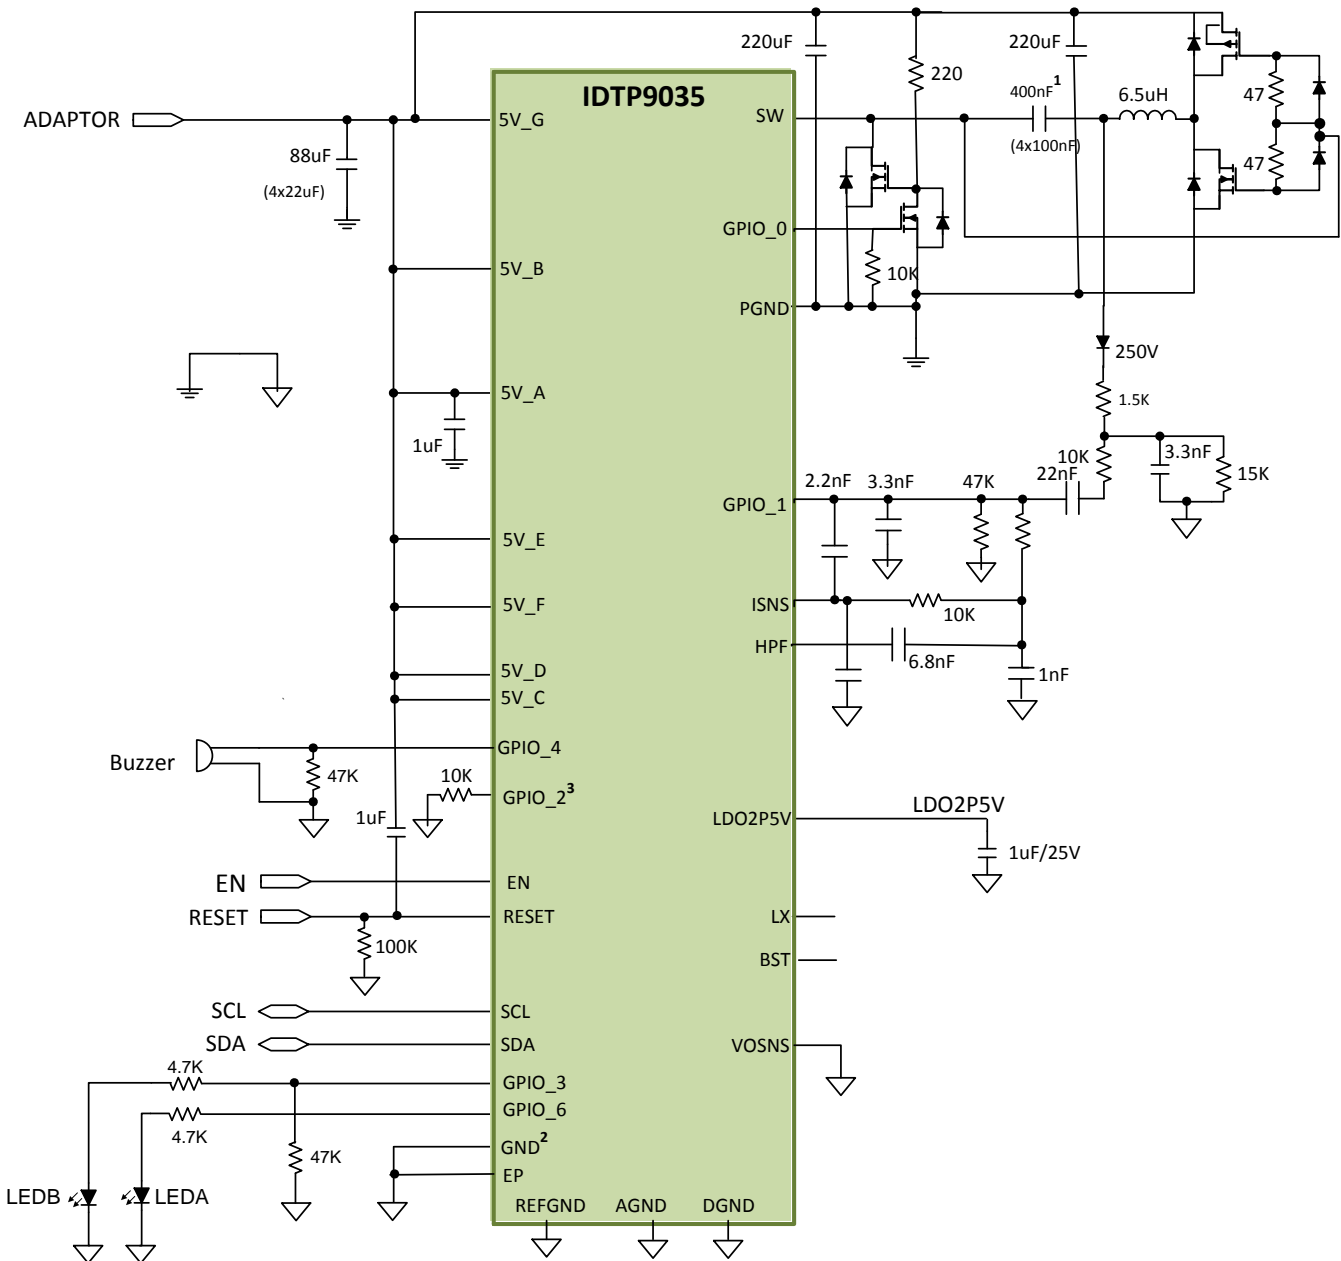 220uF
220
220uF
IDTP9035
400nF¹
6.5uH
47
ADAPTOR
5V_G
SW
(4x100nF)
47
88uF
(4x22uF)
GPIO_0
5V_B
10K
PGND
250V
5V_A
1.5K
1uF
10K
3.3nF
2.2nF
3.3nF
47K
22nF
15K
GPIO_1
5V_E
5V_F
ISNS
10K
HPF
6.8nF
1nF
5V_D
5V_C
GPIO_4
Buzzer
47K
10K
GPIO_2³
1uF
LDO2P5V
LDO2P5V
1uF/25V
EN
EN
RESET
RESET
LX
100K
BST
SCL
SCL
SDA
SDA
VOSNS
4.7K
GPIO_3
GPIO_6
4.7K
GND²
47K
EP
LEDB
LEDA
REFGND
AGND
DGND